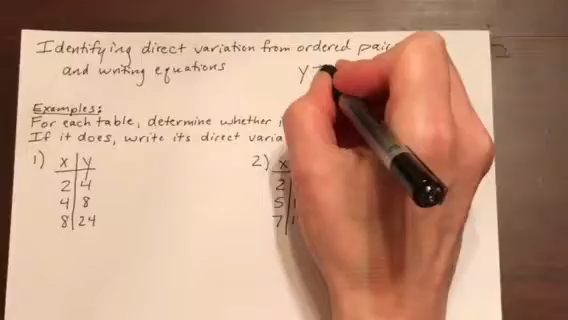 Identifying direct variation from ordered pair
and writing equations
y
Examples:
For each table, determine whether
If it does, write its direct varia
1) x y
2 4
4 8
8 24
2) x
2
5
7